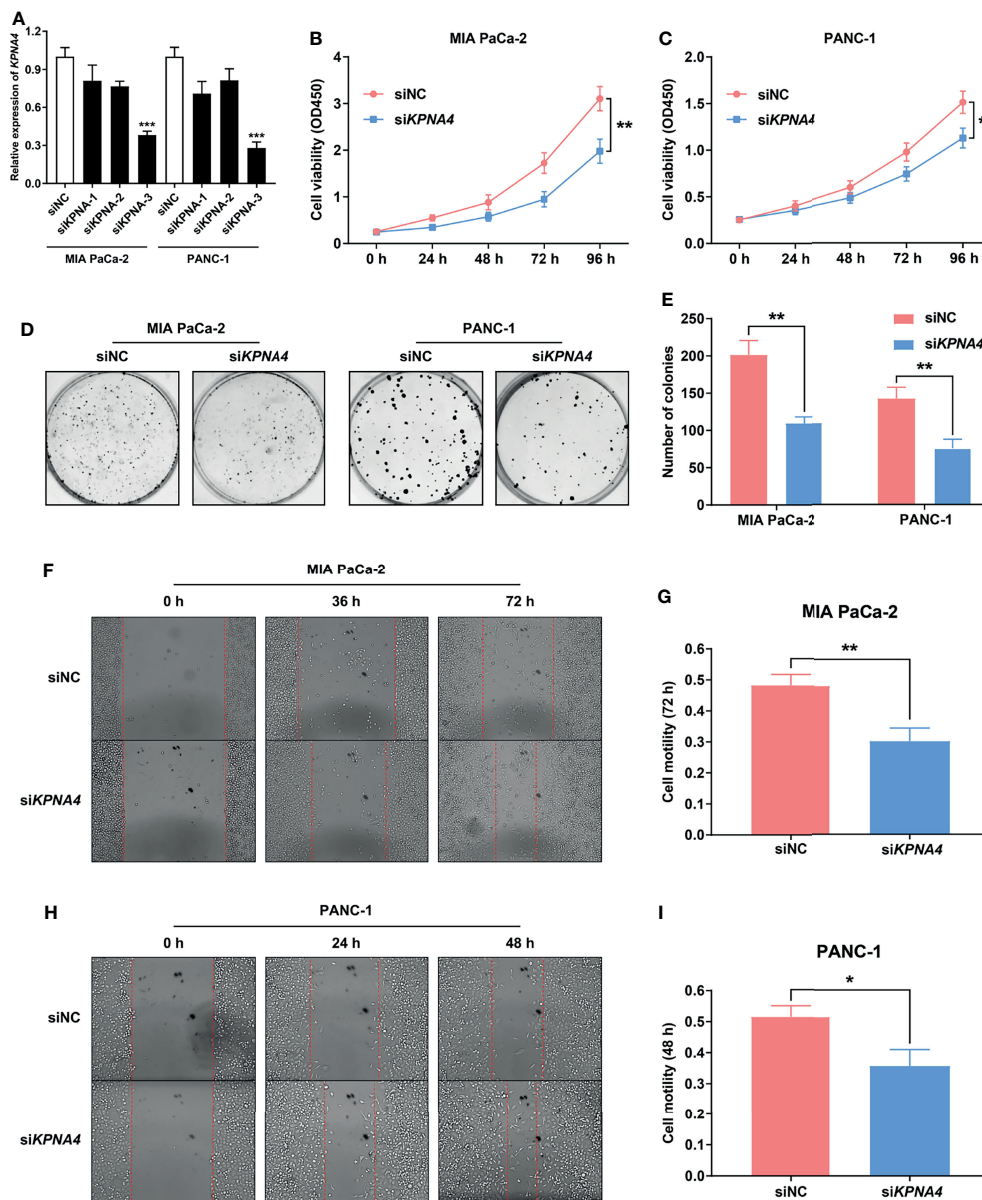 A
Relative expression of KPNA4
1.2
0.9
0.6
0.3
0.0
***
***
siNC
siKPNA-1
siKPNA-2
siKPNA-3
siNC
siKPNA-1
siKPNA-2
siKPNA-3
MIA PaCa-2
PANC-1
B
MIA PaCa-2
Cell viability (OD450)
4
3
2
1
0
siNC
siKPNA4
**
0 h
24 h
48 h
72 h
96 h
C
PANC-1
Cell viability (OD450)
2.0
1.5
1.0
0.5
0.0
siNC
siKPNA4
*
0 h
24 h
48 h
72 h
96 h
D
MIA PaCa-2
siNC
siKPNA4
PANC-1
siNC
siKPNA4
E
Number of colonies
250
200
150
100
50
0
siNC
siKPNA4
**
**
MIA PaCa-2
PANC-1
F
MIA PaCa-2
0 h
36 h
72 h
siNC
siKPNA4
G
MIA PaCa-2
Cell motility (72 h)
0.6
0.5
0.4
0.3
0.2
0.1
0.0
**
siNC
siKPNA4
H
PANC-1
0 h
24 h
48 h
siNC
siKPNA4
I
PANC-1
Cell motility (48 h)
0.6
0.5
0.4
0.3
0.2
0.1
0.0
*
siNC
siKPNA4